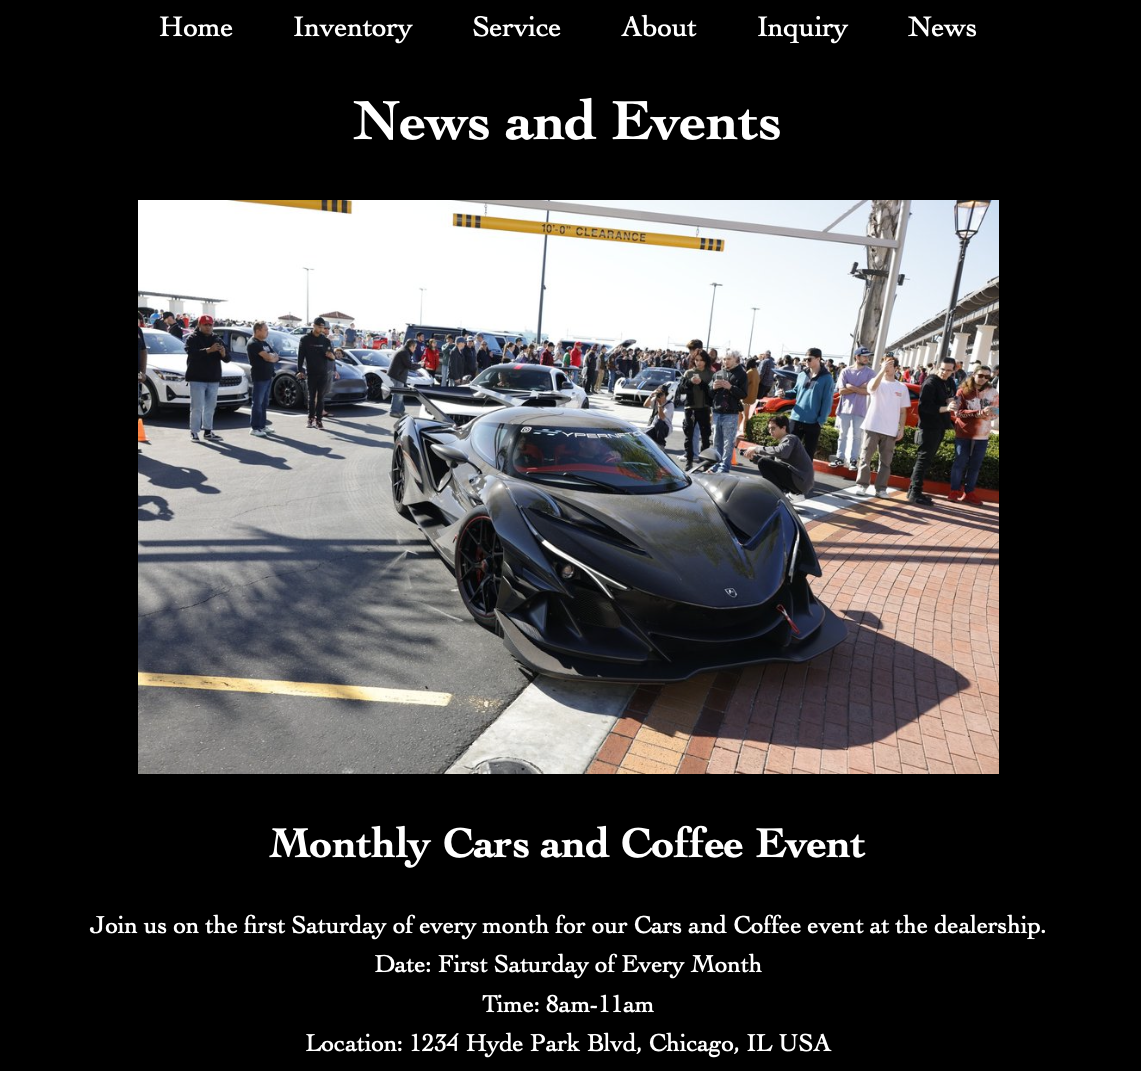 Home Inventory Service About Inquiry News
News and Events
10'-0" CLEARANCE
Monthly Cars and Coffee Event
Join us on the first Saturday of every month for our Cars and Coffee event at the dealership.
Date: First Saturday of Every Month
Time: 8am-11am
Location: 1234 Hyde Park Blvd, Chicago, IL USA